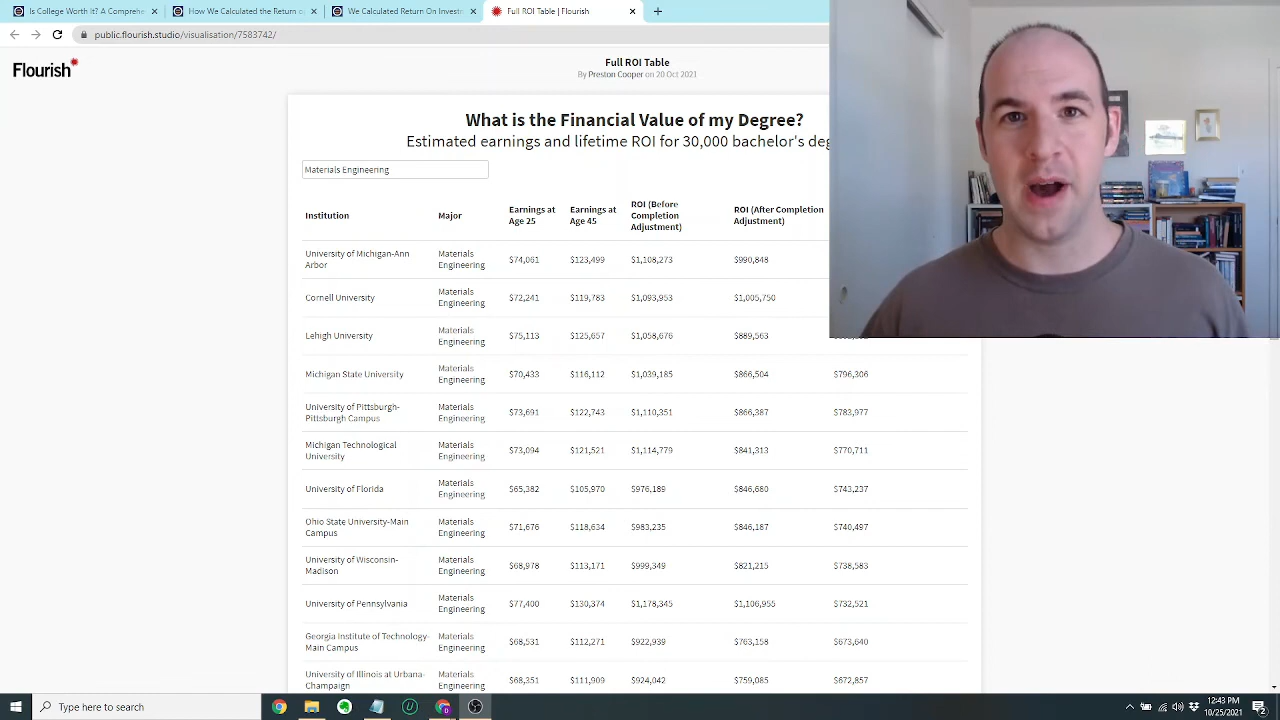 Is College Worth It? A Comprehe
How We Calculated the Return o
We Calculated Return On Investm
Full ROI Table | Flourish
public.flourish.studio/visualisation/7583742/
Flourish
Full ROI Table
By Preston Cooper on 20 Oct 2021
What is the Financial Value of my Degree?
Estimated earnings and lifetime ROI for 30,000 bachelor's de
Materials Engineering
Institution Major Earnings at Age 25 Earnings at Age 45 ROI (Before Completion Adjustment) ROI (After Completion Adjustment)
University of Michigan-Ann Arbor Materials Engineering $74,061 $123,499 $1,108,273 $990,848
Cornell University Materials Engineering $72,241 $119,783 $1,093,953 $1,005,750
Lehigh University Materials Engineering $75,113 $125,657 $1,058,676 $889,563
Michigan State University Materials Engineering $70,433 $116,112 $1,039,185 $866,504 $796,306
University of Pittsburgh-Pittsburgh Campus Materials Engineering $73,691 $122,743 $1,110,351 $866,387 $783,977
Michigan Technological University Materials Engineering $73,094 $121,521 $1,114,779 $841,313 $770,711
University of Florida Materials Engineering $65,382 $105,970 $976,189 $846,680 $743,237
Ohio State University-Main Campus Materials Engineering $71,676 $118,634 $983,235 $846,187 $740,497
University of Wisconsin-Madison Materials Engineering $68,978 $113,171 $999,349 $821,215 $738,583
University of Pennsylvania Materials Engineering $77,400 $130,374 $1,178,345 $1,106,955 $732,521
Georgia Institute of Technology-Main Campus Materials Engineering $68,531 $112,271 $922,939 $763,158 $673,640
University of Illinois at Urbana-Champaign Materials Engineering $68,351 $111,909 $924,042 $759,085 $672,857
Type here to search
12:43 PM
10/25/2021